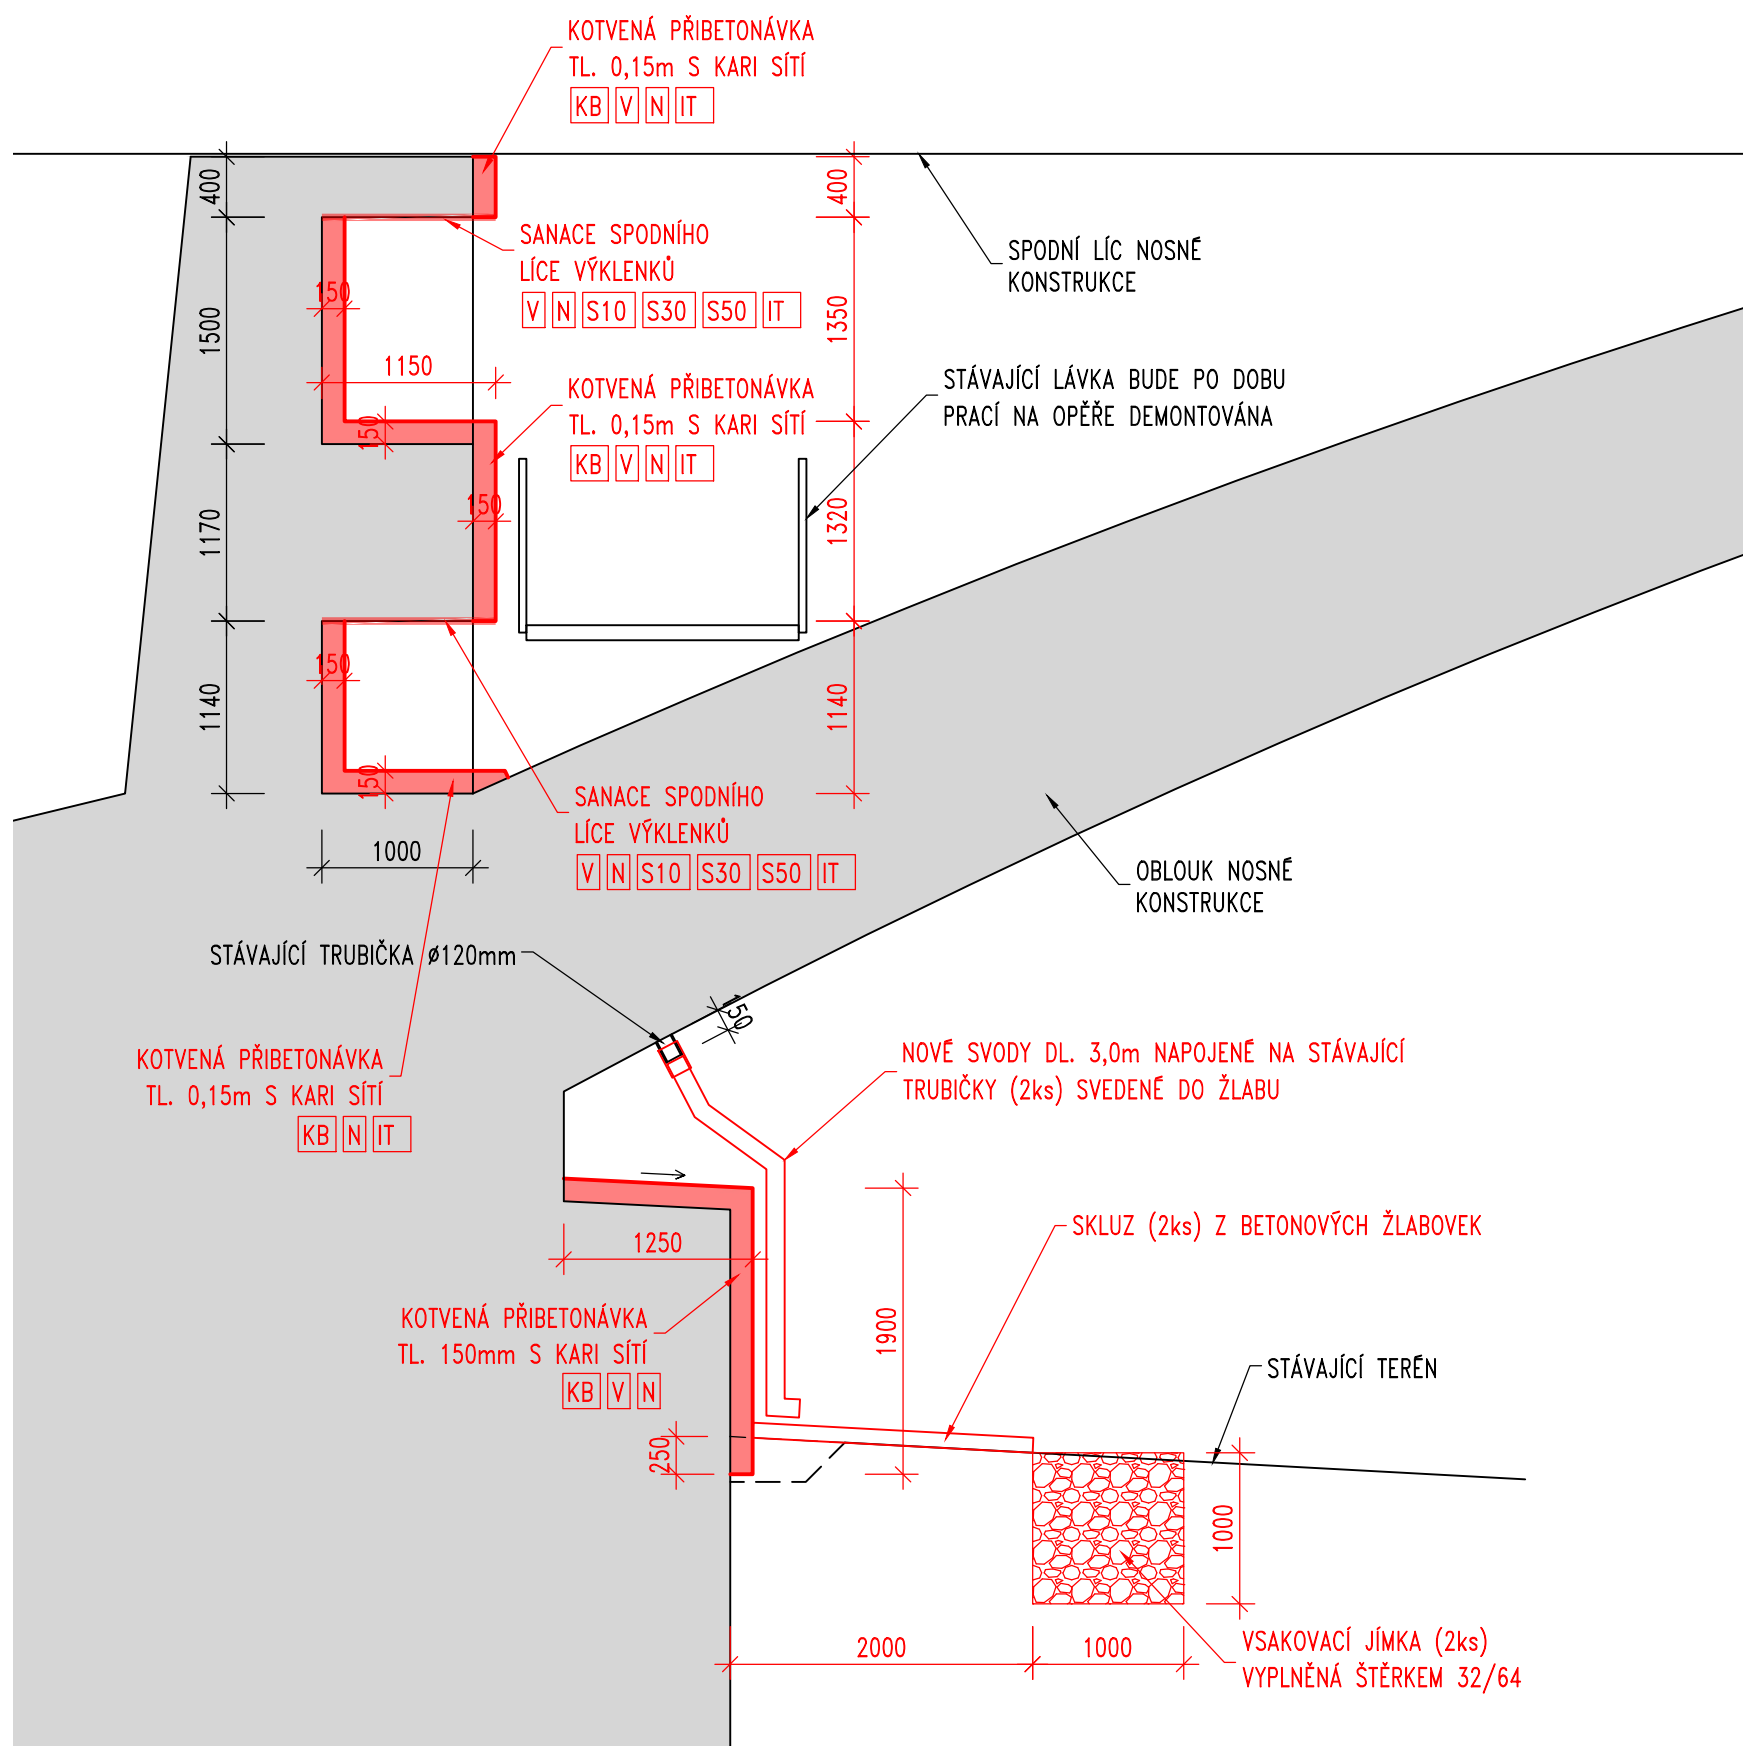 KOTVENÁ PŘIBETONÁVKA
TL. 0,15m S KARI SÍTÍ
KB V N IT
400
400
SANACE SPODNÍHO
LÍCE VÝKLENKŮ
V N S10 S30 S50 IT
SPODNÍ LÍC NOSNÉ
KONSTRUKCE
150
1500
1350
1150
KOTVENÁ PŘIBETONÁVKA
TL. 0,15m S KARI SÍTÍ
KB V N IT
STÁVAJÍCÍ LÁVKA BUDE PO DOBU
PRACÍ NA OPĚŘE DEMONTOVÁNA
150
150
1170
1320
150
1140
1140
150
SANACE SPODNÍHO
LÍCE VÝKLENKŮ
V N S10 S30 S50 IT
1000
OBLOUK NOSNÉ
KONSTRUKCE
STÁVAJÍCÍ TRUBIČKA Ø120mm
150
KOTVENÁ PŘIBETONÁVKA
TL. 0,15m S KARI SÍTÍ
KB N IT
NOVÉ SVODY DL. 3,0m NAPOJENÉ NA STÁVAJÍCÍ
TRUBIČKY (2ks) SVEDENÉ DO ŽLABU
1250
SKLUZ (2ks) Z BETONOVÝCH ŽLABOVEK
KOTVENÁ PŘIBETONÁVKA
TL. 150mm S KARI SÍTÍ
KB V N
1900
STÁVAJÍCÍ TERÉN
250
1000
2000
1000
VSAKOVACÍ JÍMKA (2ks)
VYPLNĚNÁ ŠTĚRKEM 32/64